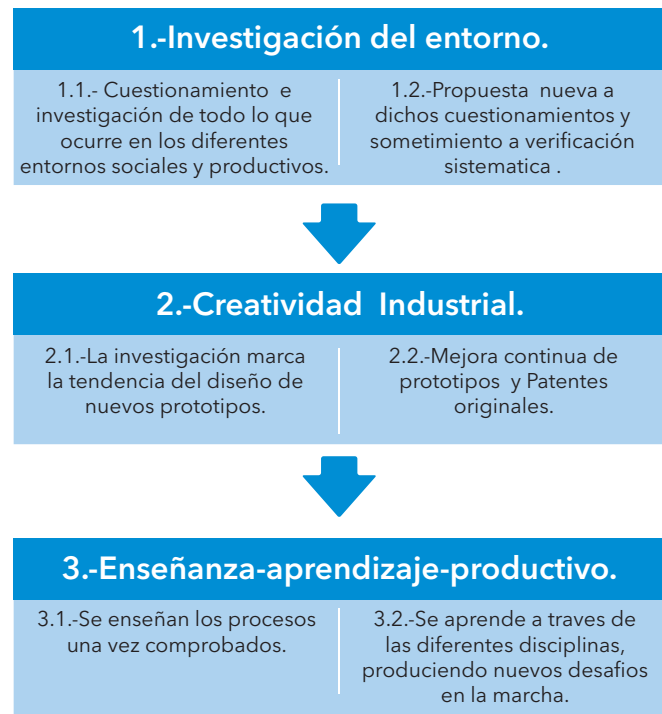 1.-Investigación del entorno.
1.1.- Cuestionamiento e
investigación de todo lo que
ocurre en los diferentes
entornos sociales y productivos.
1.2.-Propuesta nueva a
dichos cuestionamientos y
sometimiento a verificación
sistematica .
2.-Creatividad Industrial.
2.1.-La investigación marca
la tendencia del diseño de
nuevos prototipos.
2.2.-Mejora continua de
prototipos y Patentes
originales.
3.-Enseñanza-aprendizaje-productivo.
3.1.-Se enseñan los procesos
una vez comprobados.
3.2.-Se aprende a traves de
las diferentes disciplinas,
produciendo nuevos desafios
en la marcha.